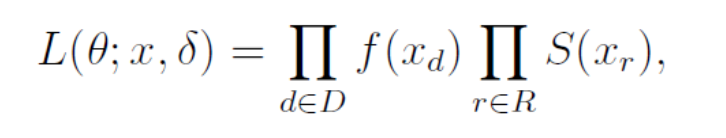 L(θ; x, δ) = ∏_{d∈D} f(x_d) ∏_{r∈R} S(x_r),